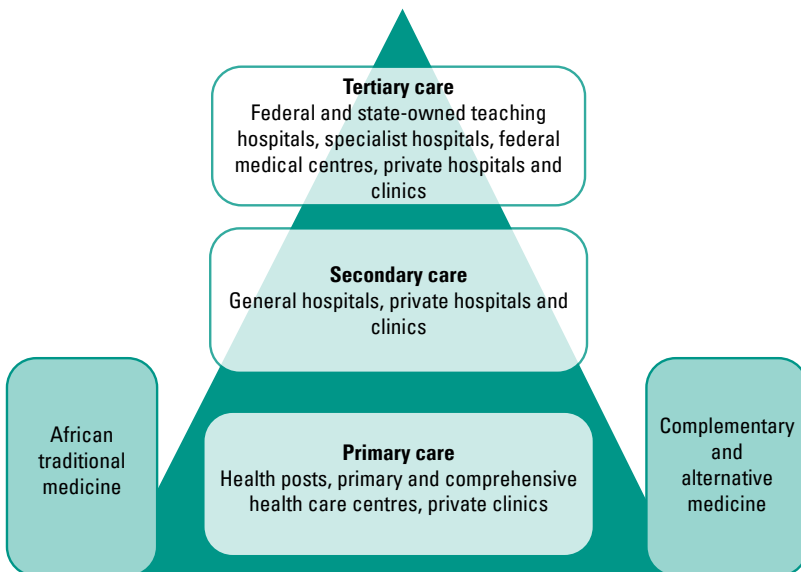 Tertiary care
Federal and state-owned teaching
hospitals, specialist hospitals, federal
medical centres, private hospitals and
clinics
Secondary care
General hospitals, private hospitals and
clinics
African
traditional
medicine
Primary care
Health posts, primary and comprehensive
health care centres, private clinics
Complementary
and
alternative
medicine